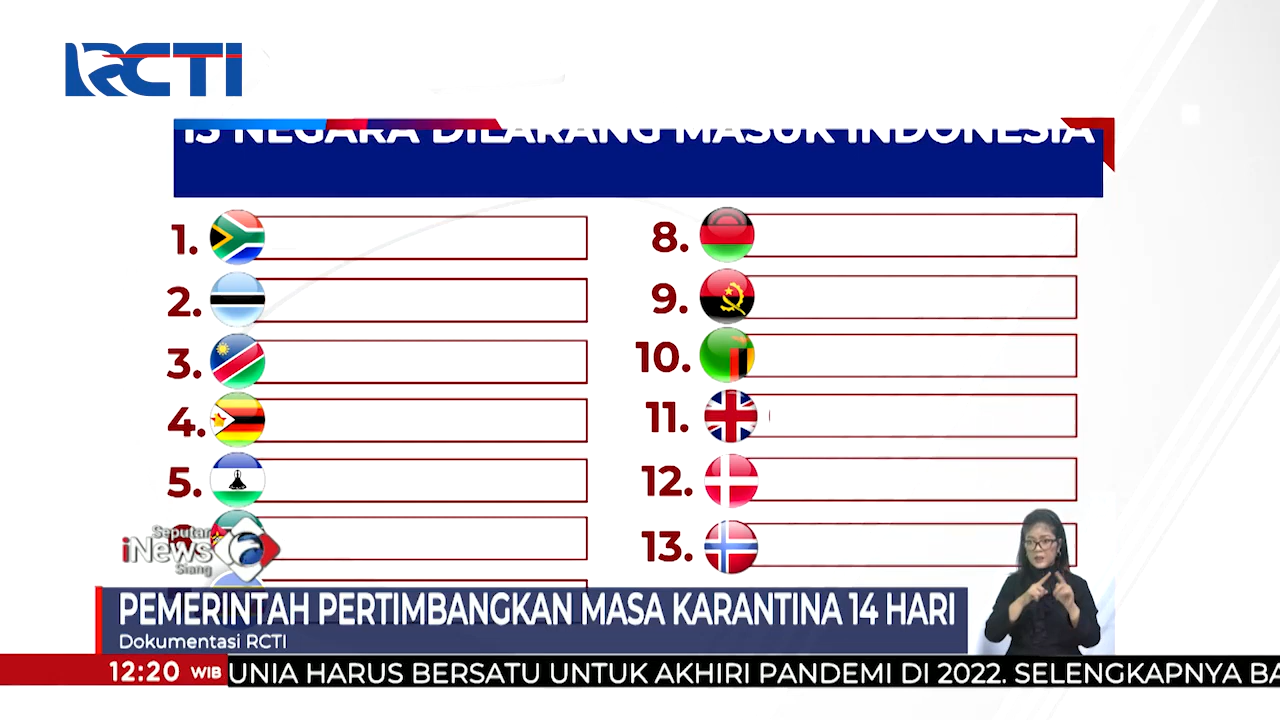 RCTI
13 NEGARA DILARANG MASUK INDONESIA
1.
2.
3.
4.
5.
8.
9.
10.
11.
12.
13.
Seputar
iNews
Siang
PEMERINTAH PERTIMBANGKAN MASA KARANTINA 14 HARI
Dokumentasi RCTI
12:20 WIB UNIA HARUS BERSATU UNTUK AKHIRI PANDEMI DI 2022. SELENGKAPNYA BA